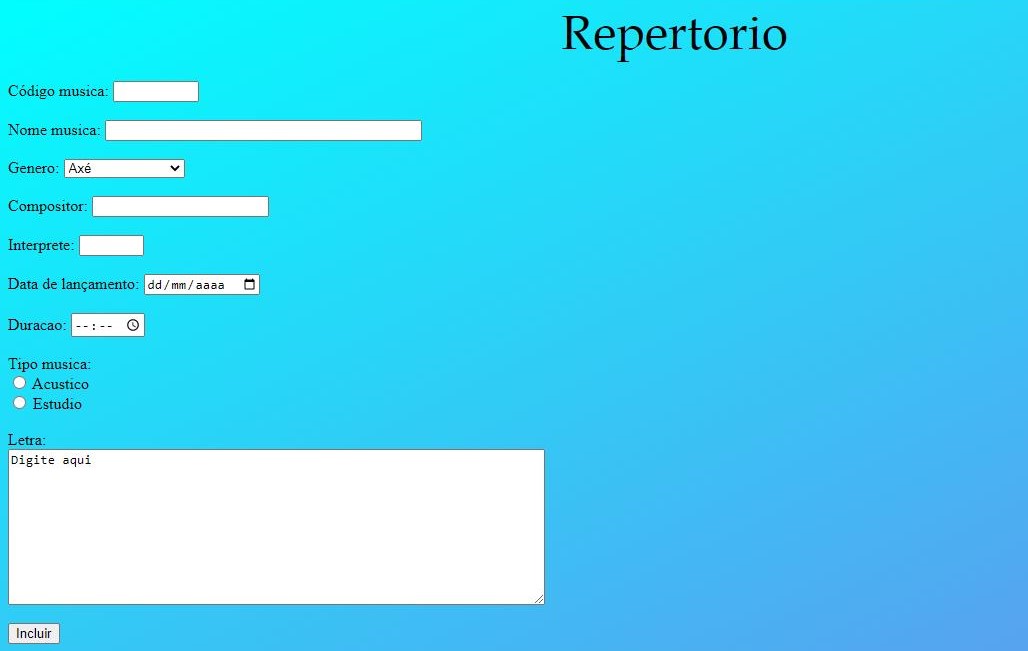 Repertorio
Código musica:
Nome musica:
Genero: Axé
Compositor:
Interprete:
Data de lançamento: dd/mm/aaaa
Duracao: --:--
Tipo musica:
Acustico
Estudio
Letra:
Digite aqui
Incluir